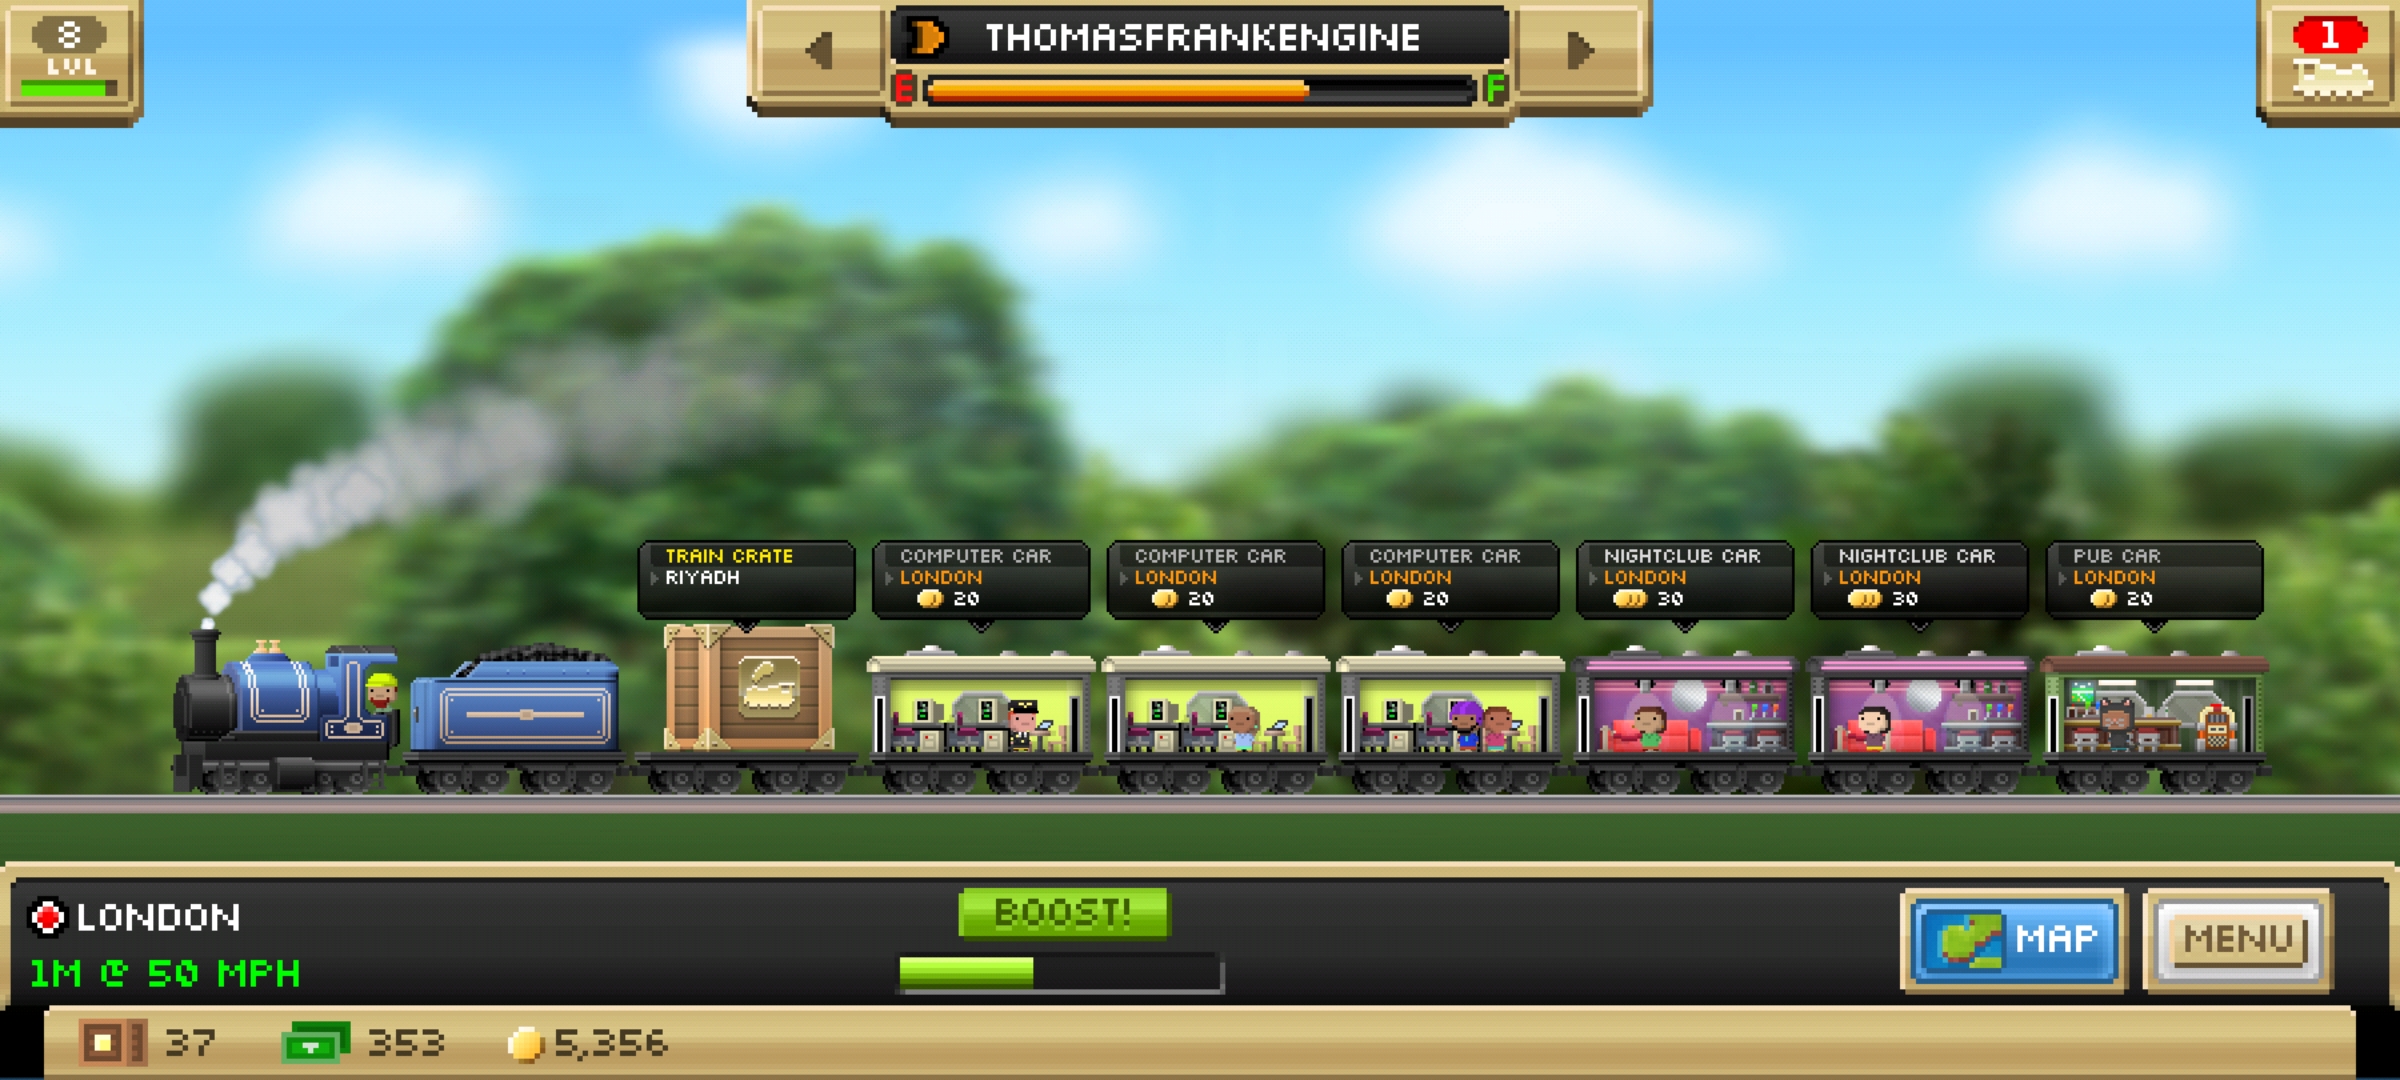 8
LVL
THOMASFRANKENGINE
E F
1
TRAIN CRATE
RIYADH
COMPUTER CAR
LONDON
20
COMPUTER CAR
LONDON
20
COMPUTER CAR
LONDON
20
NIGHTCLUB CAR
LONDON
30
NIGHTCLUB CAR
LONDON
30
PUB CAR
LONDON
20
LONDON
1M @ 50 MPH
BOOST!
MAP
MENU
37
353
5,356